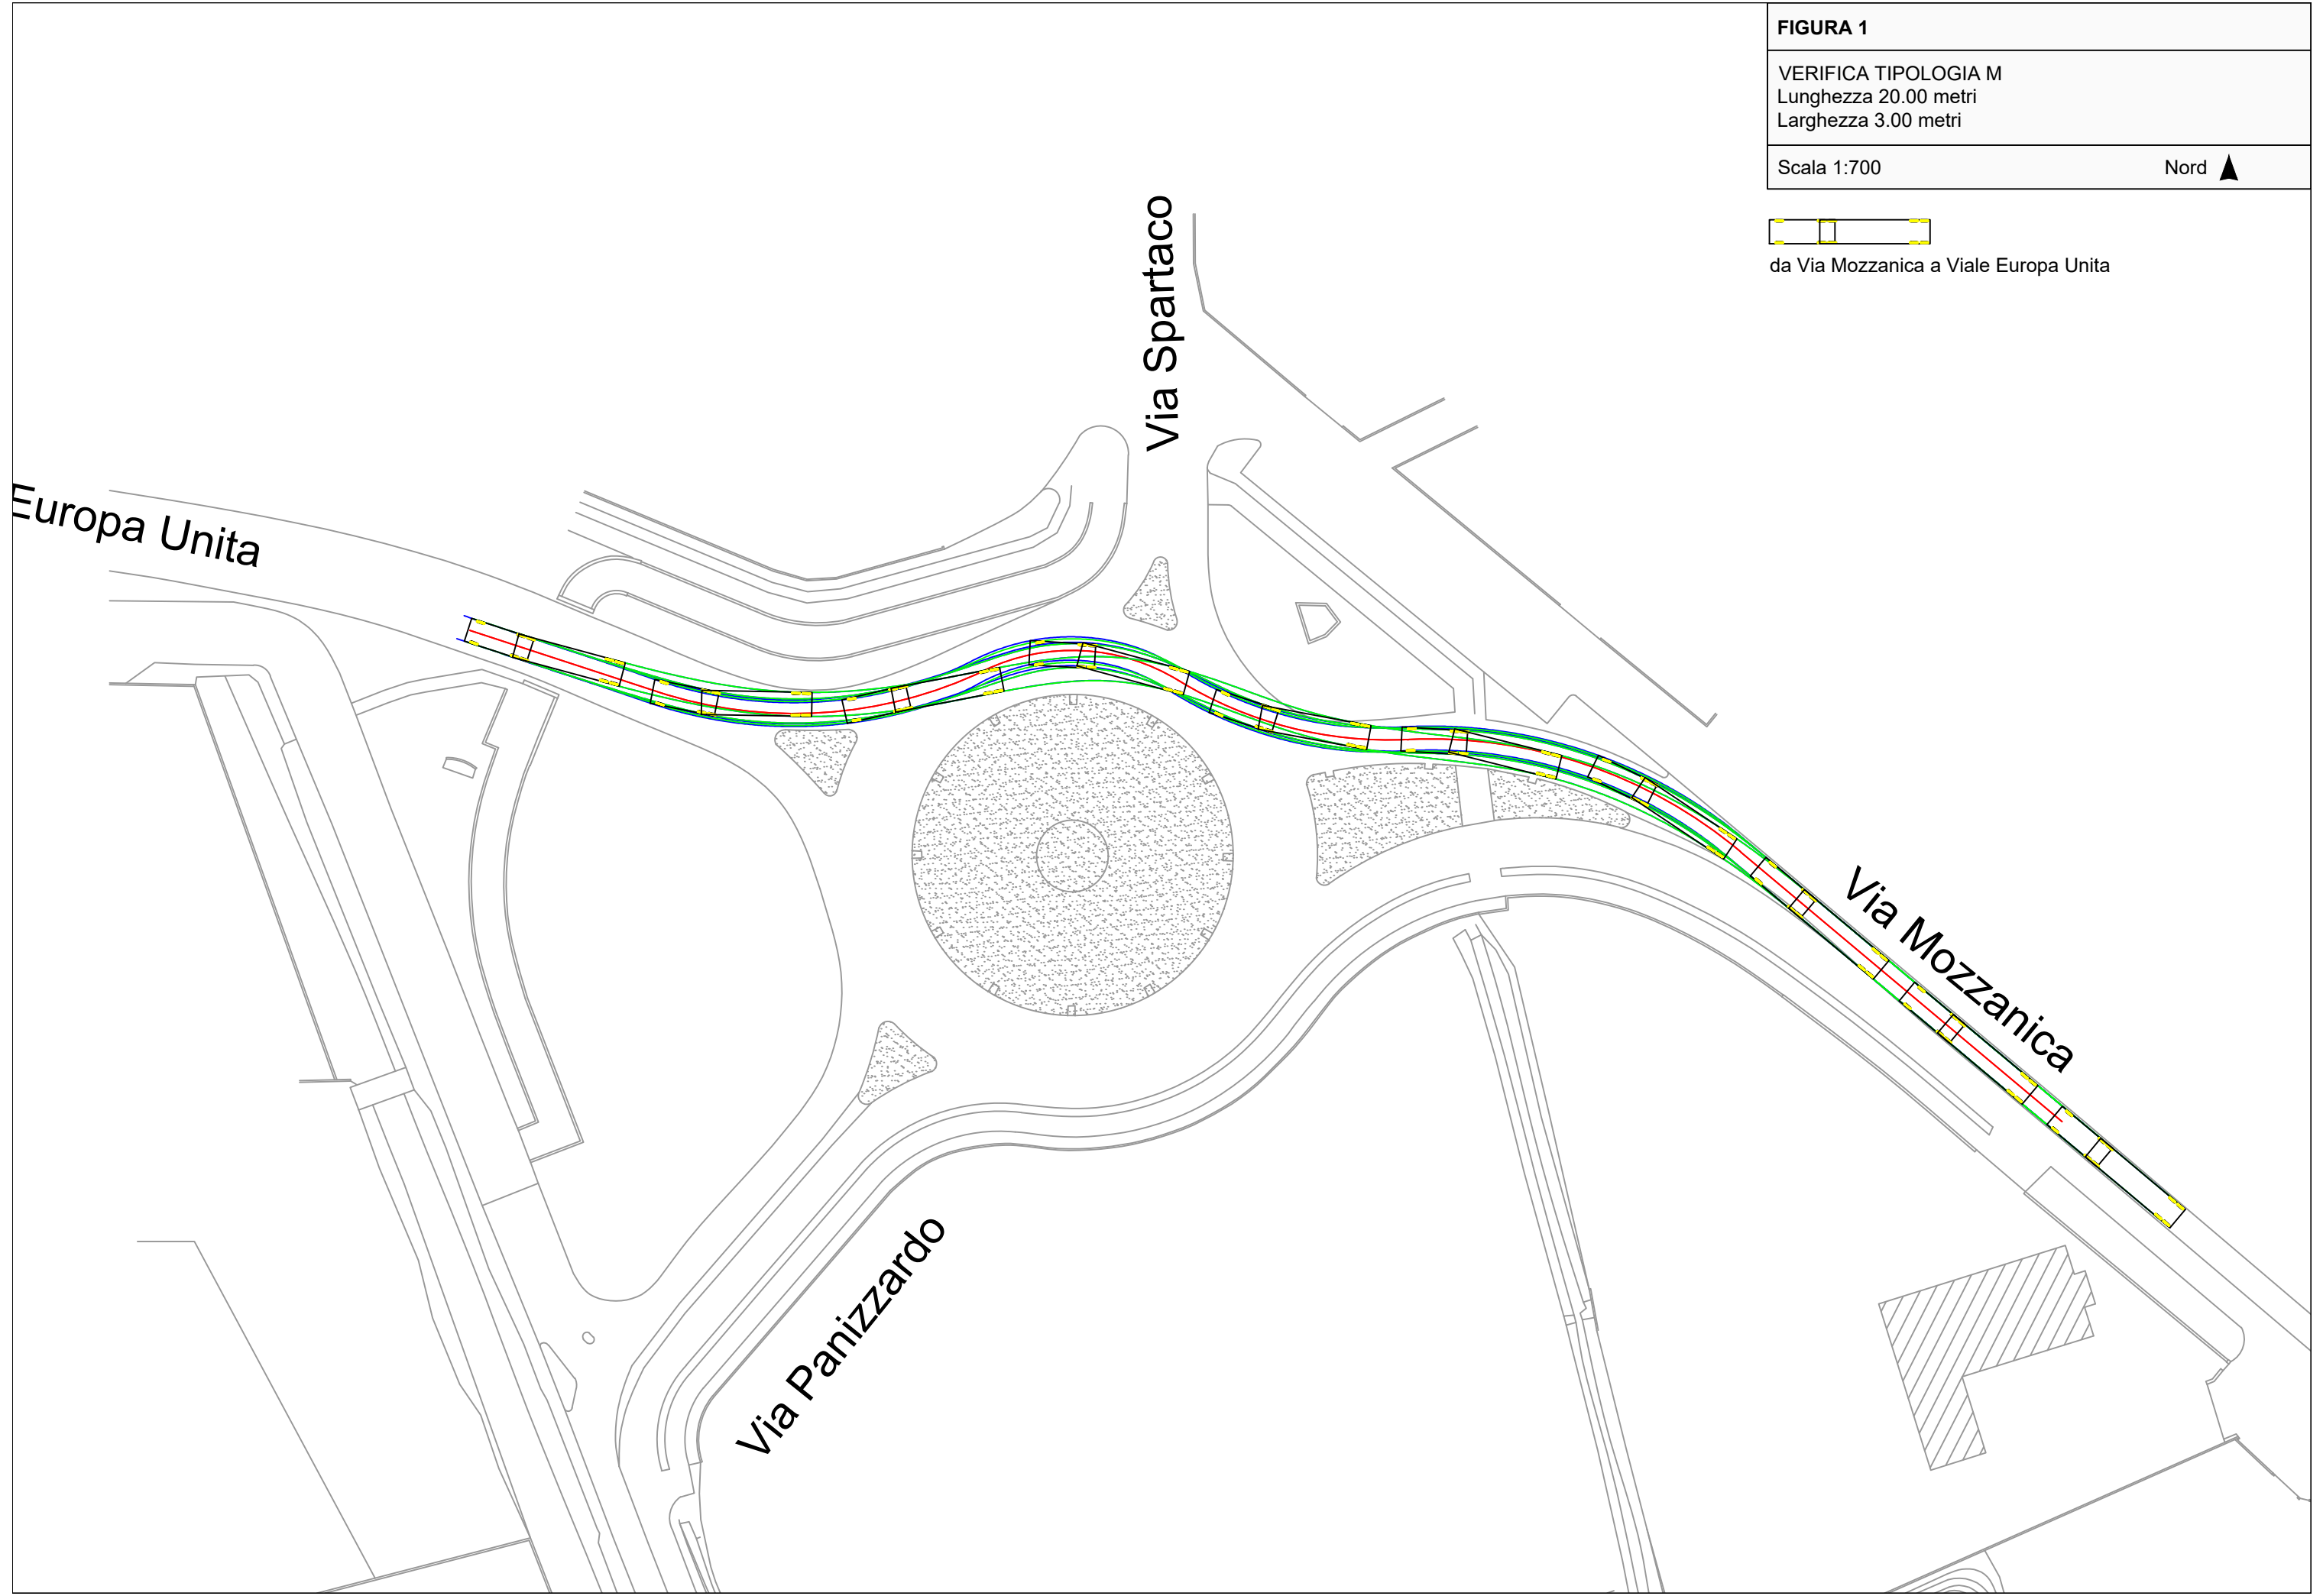 FIGURA 1
VERIFICA TIPOLOGIA M
Lunghezza 20.00 metri
Larghezza 3.00 metri
Scala 1:700
Nord
da Via Mozzanica a Viale Europa Unita
Via Spartaco
Europa Unita
Via Mozzanica
Via Panizzardo